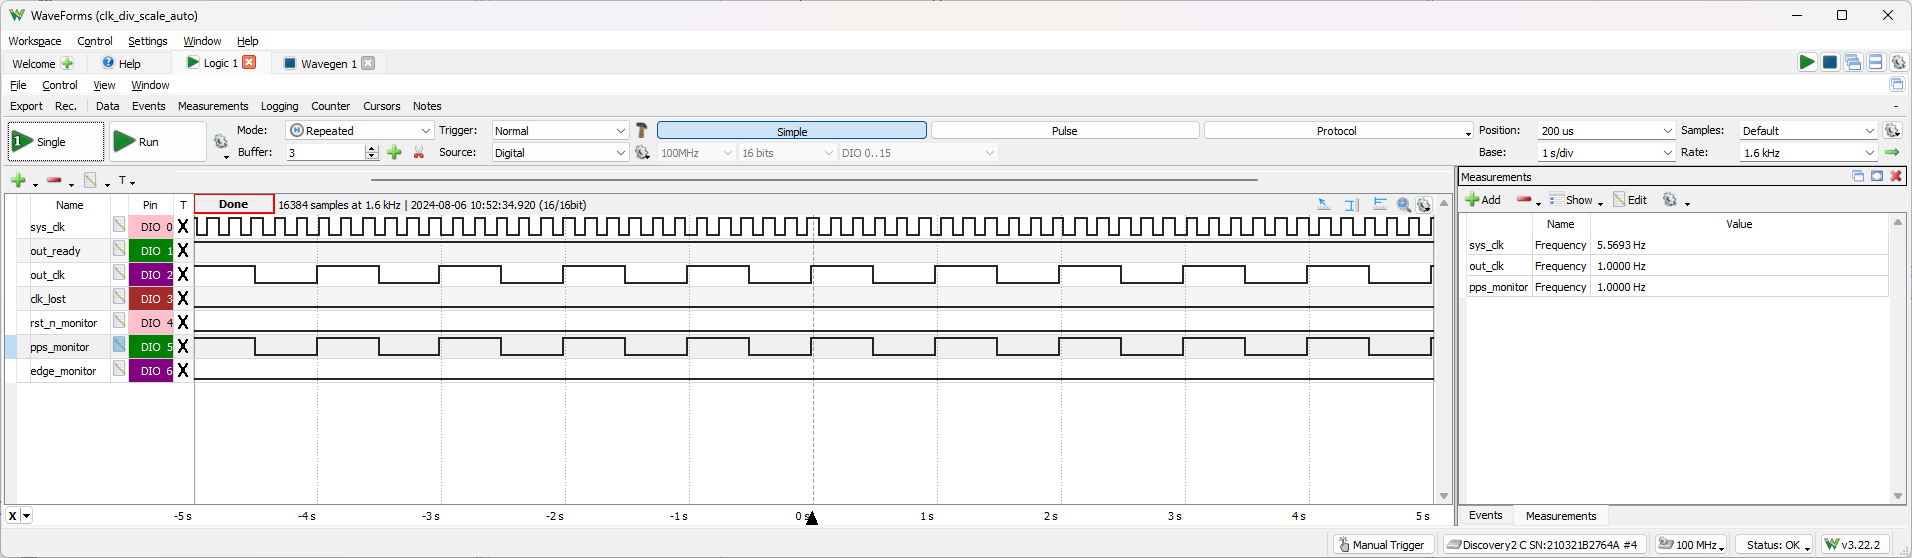 WaveForms (clk_div_scale_auto)
Workspace Control Settings Window Help
Welcome Help Logic 1 Wavegen 1
File Control View Window
Export Rec. Data Events Measurements Logging Counter Cursors Notes
1 Single Run Mode: Repeated Trigger: Normal Simple Pulse Protocol Position: 200 us Samples: Default
Buffer: 3 Source: Digital 100MHz 16 bits DIO 0..15 Base: 1 s/div Rate: 1.6 kHz
T
Name Pin T Done 16384 samples at 1.6 kHz | 2024-08-06 10:52:34.920 (16/16bit)
sys_clk DIO 0 X
out_ready DIO 1 X
out_clk DIO 2 X
clk_lost DIO 3 X
rst_n_monitor DIO 4 X
pps_monitor DIO 5 X
edge_monitor DIO 6 X
X -5 s -4 s -3 s -2 s -1 s 0 s 1 s 2 s 3 s 4 s 5 s
Measurements
Add Show Edit
Name Value
sys_clk Frequency 5.5693 Hz
out_clk Frequency 1.0000 Hz
pps_monitor Frequency 1.0000 Hz
Events Measurements
Manual Trigger Discovery2 C SN:210321B2764A #4 100 MHz Status: OK v3.22.2